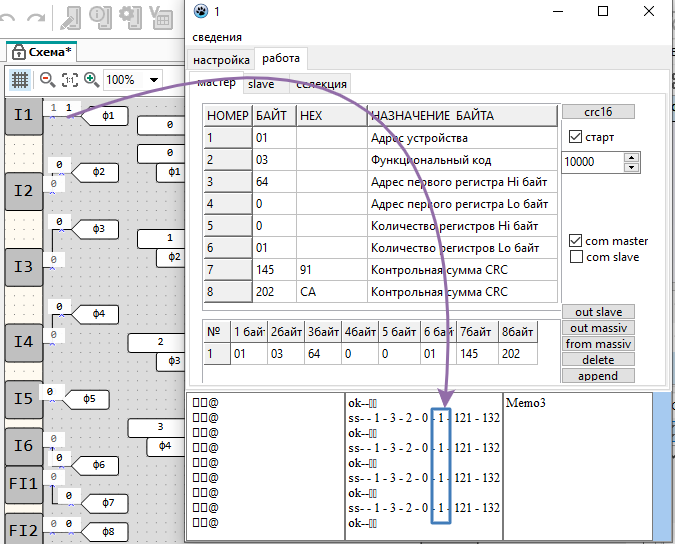 1
сведения
настройка
работа
мастер
slave
селекция
Схема*
100%
НОМЕР БАЙТ HEX НАЗНАЧЕНИЕ БАЙТА
1 01 Адрес устройства
2 03 Функциональный код
3 64 Адрес первого регистра Hi байт
4 0 Адрес первого регистра Lo байт
5 0 Количество регистров Hi байт
6 01 Количество регистров Lo байт
7 145 91 Контрольная сумма CRC
8 202 CA Контрольная сумма CRC
crc16
старт
10000
com master
com slave
out slave
out massiv
from massiv
delete
append
№ 1 байт 2байт 3байт 4байт 5 байт 6 байт 7байт 8байт
1 01 03 64 0 0 01 145 202
I1 1 1 ф1
0
0 ф2 0 ф1
I2 0
0 ф3
1
I3 0 ф2
0 ф4
I4 0 2
ф3
I5 0 ф5
3
I6 0 ф4
0 ф6
FI1 0
0 ф7
FI2 0 0 ф8
@ ok--
@ ss- - 1 - 3 - 2 - 0 - 1 - 121 - 132
@ ok--
@ ss- - 1 - 3 - 2 - 0 - 1 - 121 - 132
@ ok--
@ ss- - 1 - 3 - 2 - 0 - 1 - 121 - 132
@ ok--
@ ss- - 1 - 3 - 2 - 0 - 1 - 121 - 132
@ ok--
Memo3